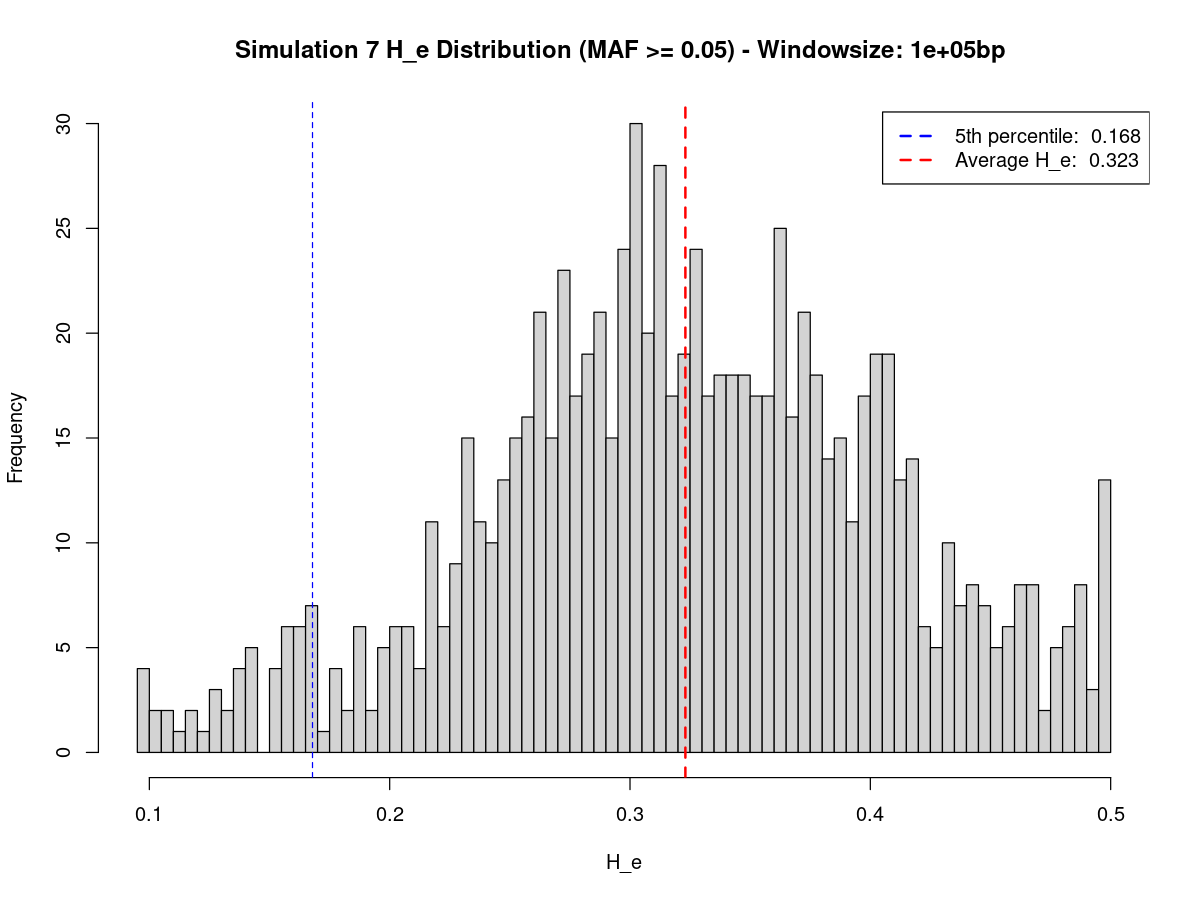 Simulation 7 H_e Distribution (MAF >= 0.05) - Windowsize: 1e+05bp
5th percentile:  0.168
Average H_e:  0.323
Frequency
30
25
20
15
10
5
0
0.1
0.2
0.3
0.4
0.5
H_e